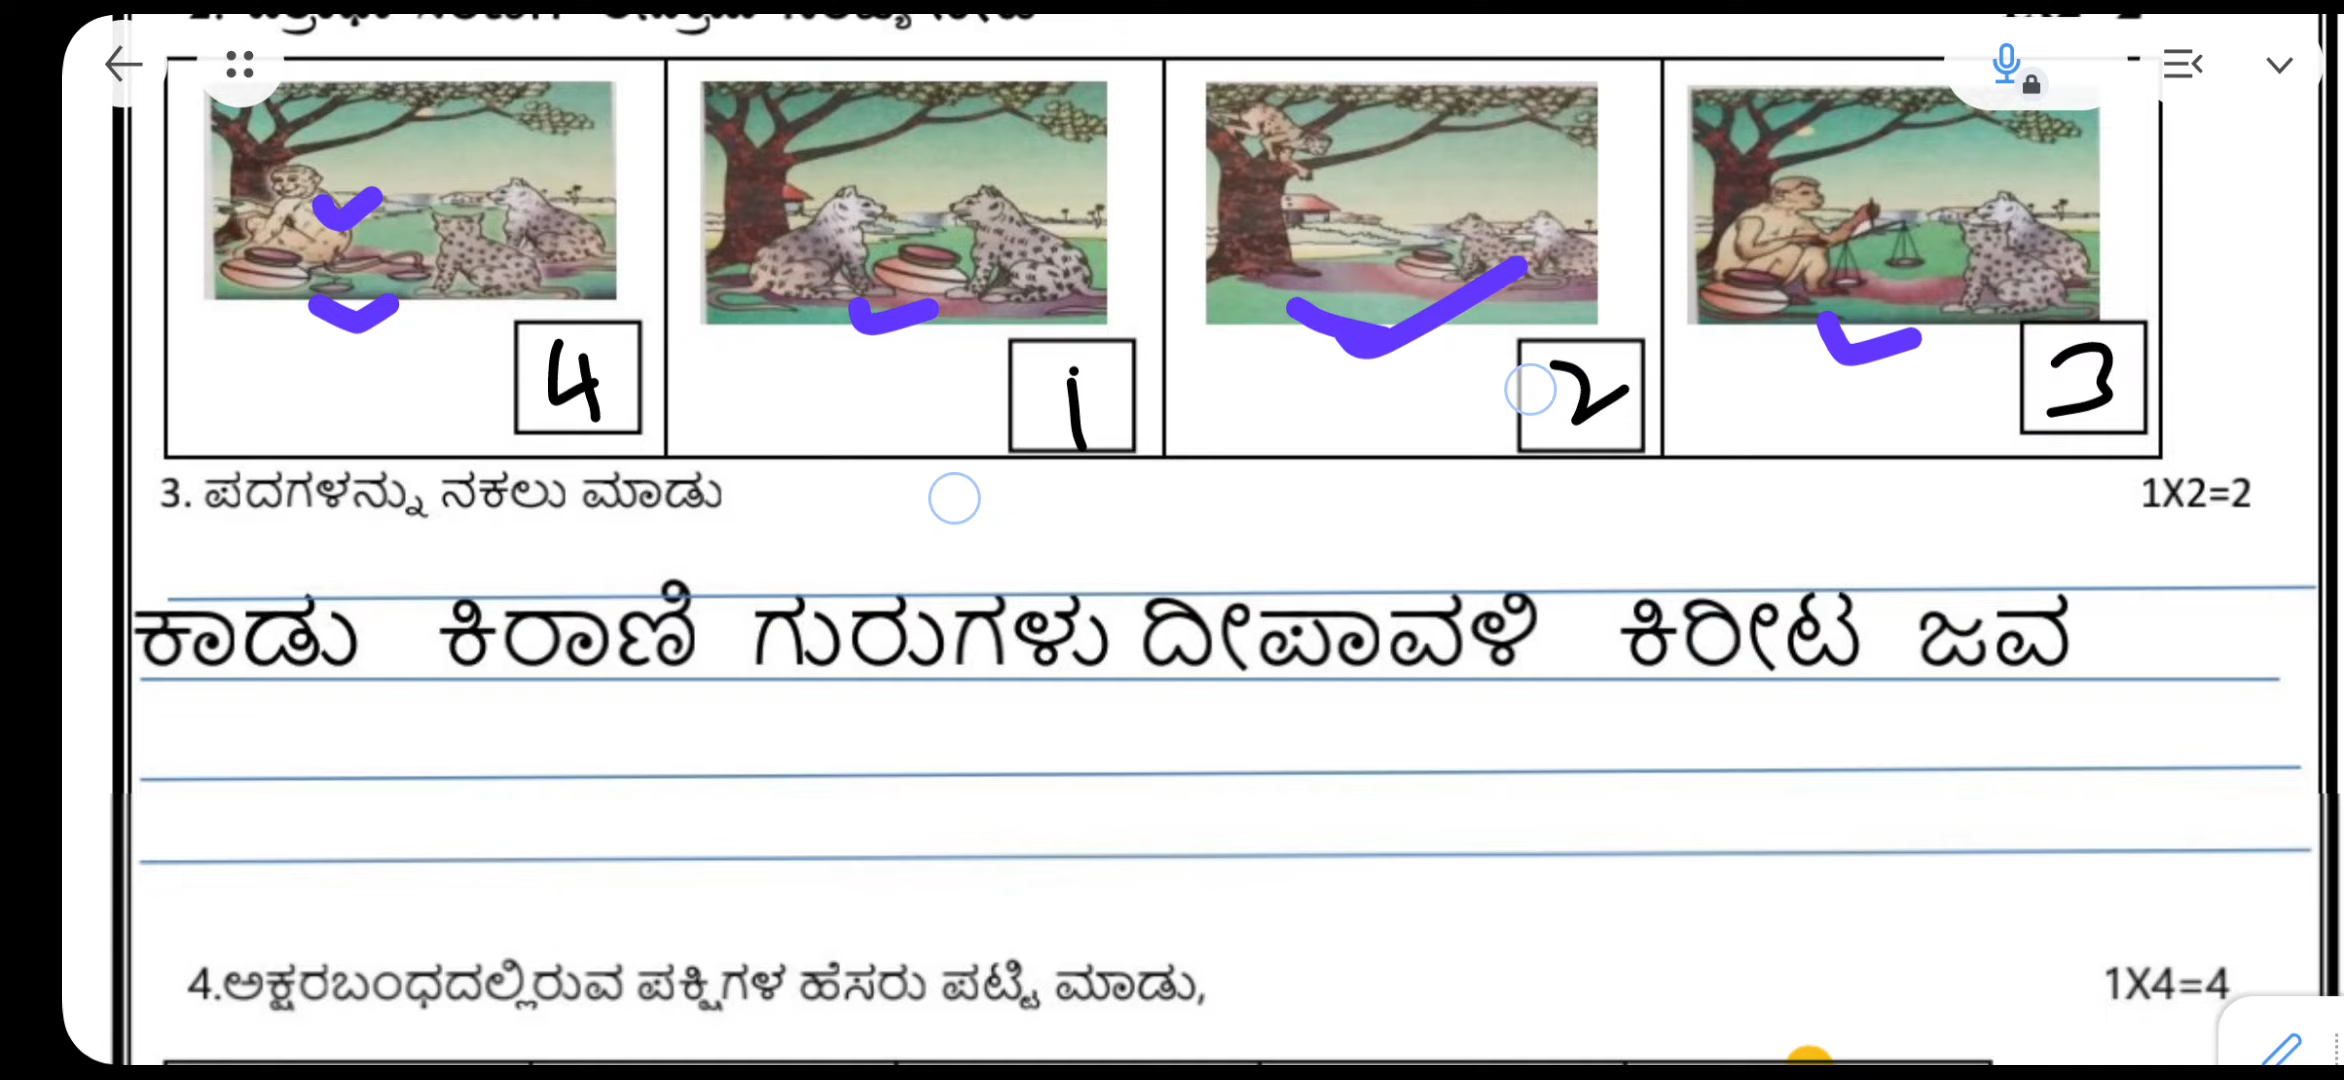 4 1 2 3
3. ಪದಗಳನ್ನು ನಕಲು ಮಾಡು 1X2=2
ಕಾಡು ಕಿರಾಣಿ ಗುರುಗಳು ದೀಪಾವಳಿ ಕಿರೀಟ ಜವ
4.ಅಕ್ಷರಬಂಧದಲ್ಲಿರುವ ಪಕ್ಷಿಗಳ ಹೆಸರು ಪಟ್ಟಿ ಮಾಡು, 1X4=4